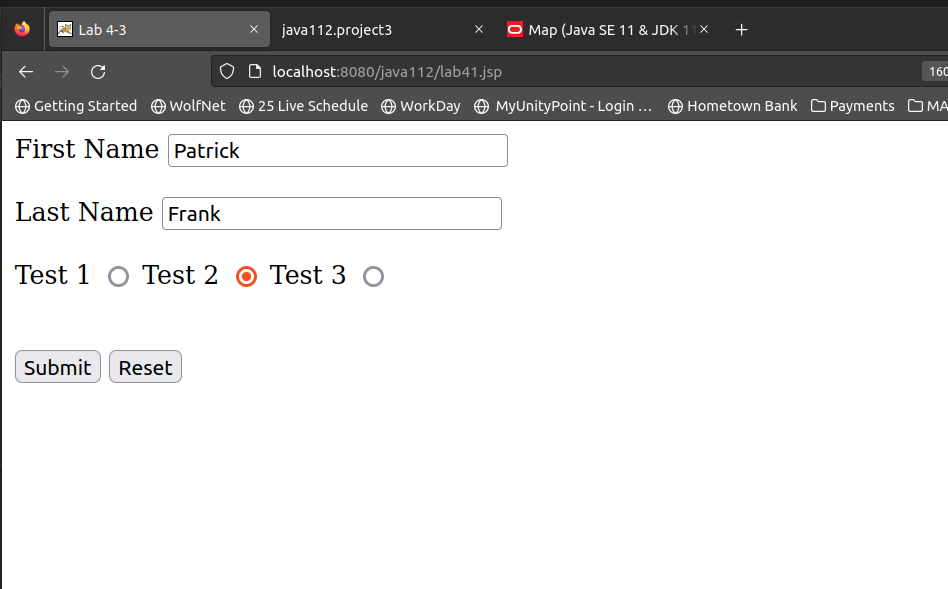 Lab 4-3 java112.project3 Map (Java SE 11 & JDK 11
localhost:8080/java112/lab41.jsp 160
Getting Started WolfNet 25 Live Schedule WorkDay MyUnityPoint - Login ... Hometown Bank Payments MA
First Name Patrick
Last Name Frank
Test 1 Test 2 Test 3
Submit Reset